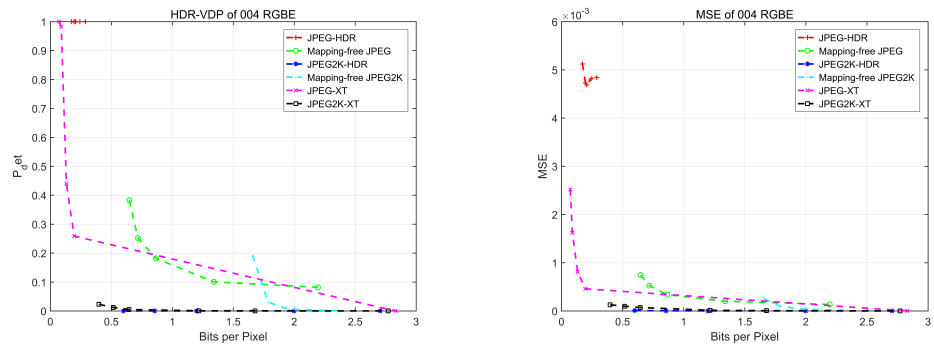 HDR-VDP of 004 RGBE
1
0.9
0.8
0.7
0.6
0.5
0.4
0.3
0.2
0.1
0
P_det
0 0.5 1 1.5 2 2.5 3
Bits per Pixel
JPEG-HDR
Mapping-free JPEG
JPEG2K-HDR
Mapping-free JPEG2K
JPEG-XT
JPEG2K-XT
MSE of 004 RGBE
×10⁻³
6
5
4
3
2
1
0
MSE
0 0.5 1 1.5 2 2.5 3
Bits per Pixel
JPEG-HDR
Mapping-free JPEG
JPEG2K-HDR
Mapping-free JPEG2K
JPEG-XT
JPEG2K-XT